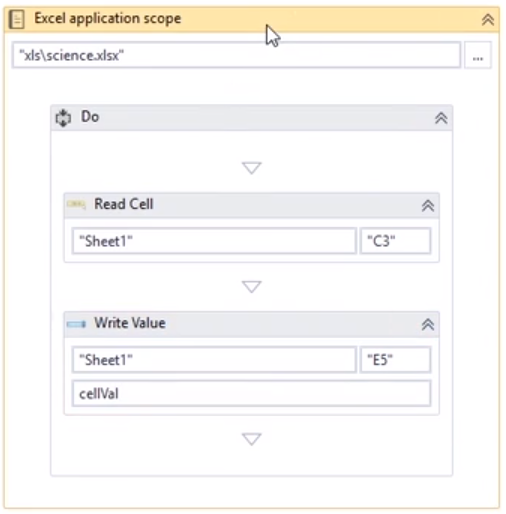 Excel application scope
"xls\science.xlsx" ...
Do
Read Cell
"Sheet1" "C3"
Write Value
"Sheet1" "E5"
cellVal